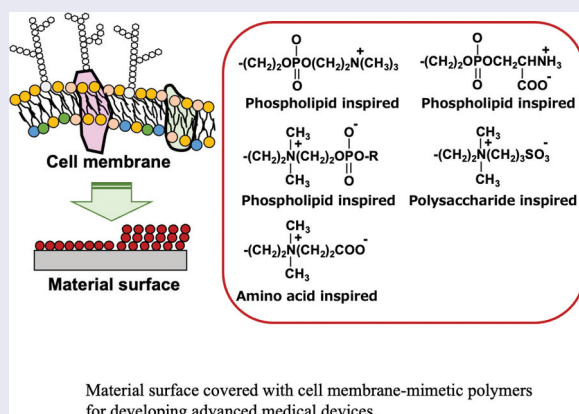 Cell membrane
Material surface
O
-(CH₂)₂OPO(CH₂)₂N⁺(CH₃)₃
O
Phospholipid inspired
O
-(CH₂)₂OPOCH₂CHN⁺H₃
O COO⁻
Phospholipid inspired
CH₃ O⁻
-(CH₂)₂N⁺(CH₂)₂OPO-R
CH₃ O
Phospholipid inspired
CH₃
-(CH₂)₂N⁺(CH₂)₃SO₃⁻
CH₃
Polysaccharide inspired
CH₃
-(CH₂)₂N⁺(CH₂)₂COO⁻
CH₃
Amino acid inspired
Material surface covered with cell membrane-mimetic polymers
for developing advanced medical devices